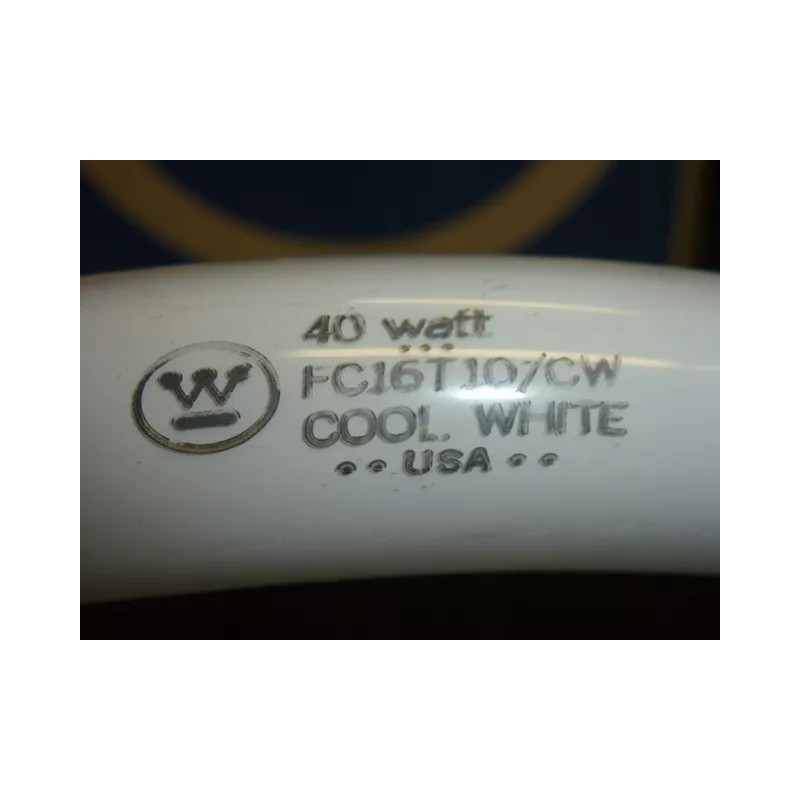 W
40 watt
FC16T10/CW
COOL WHITE
USA